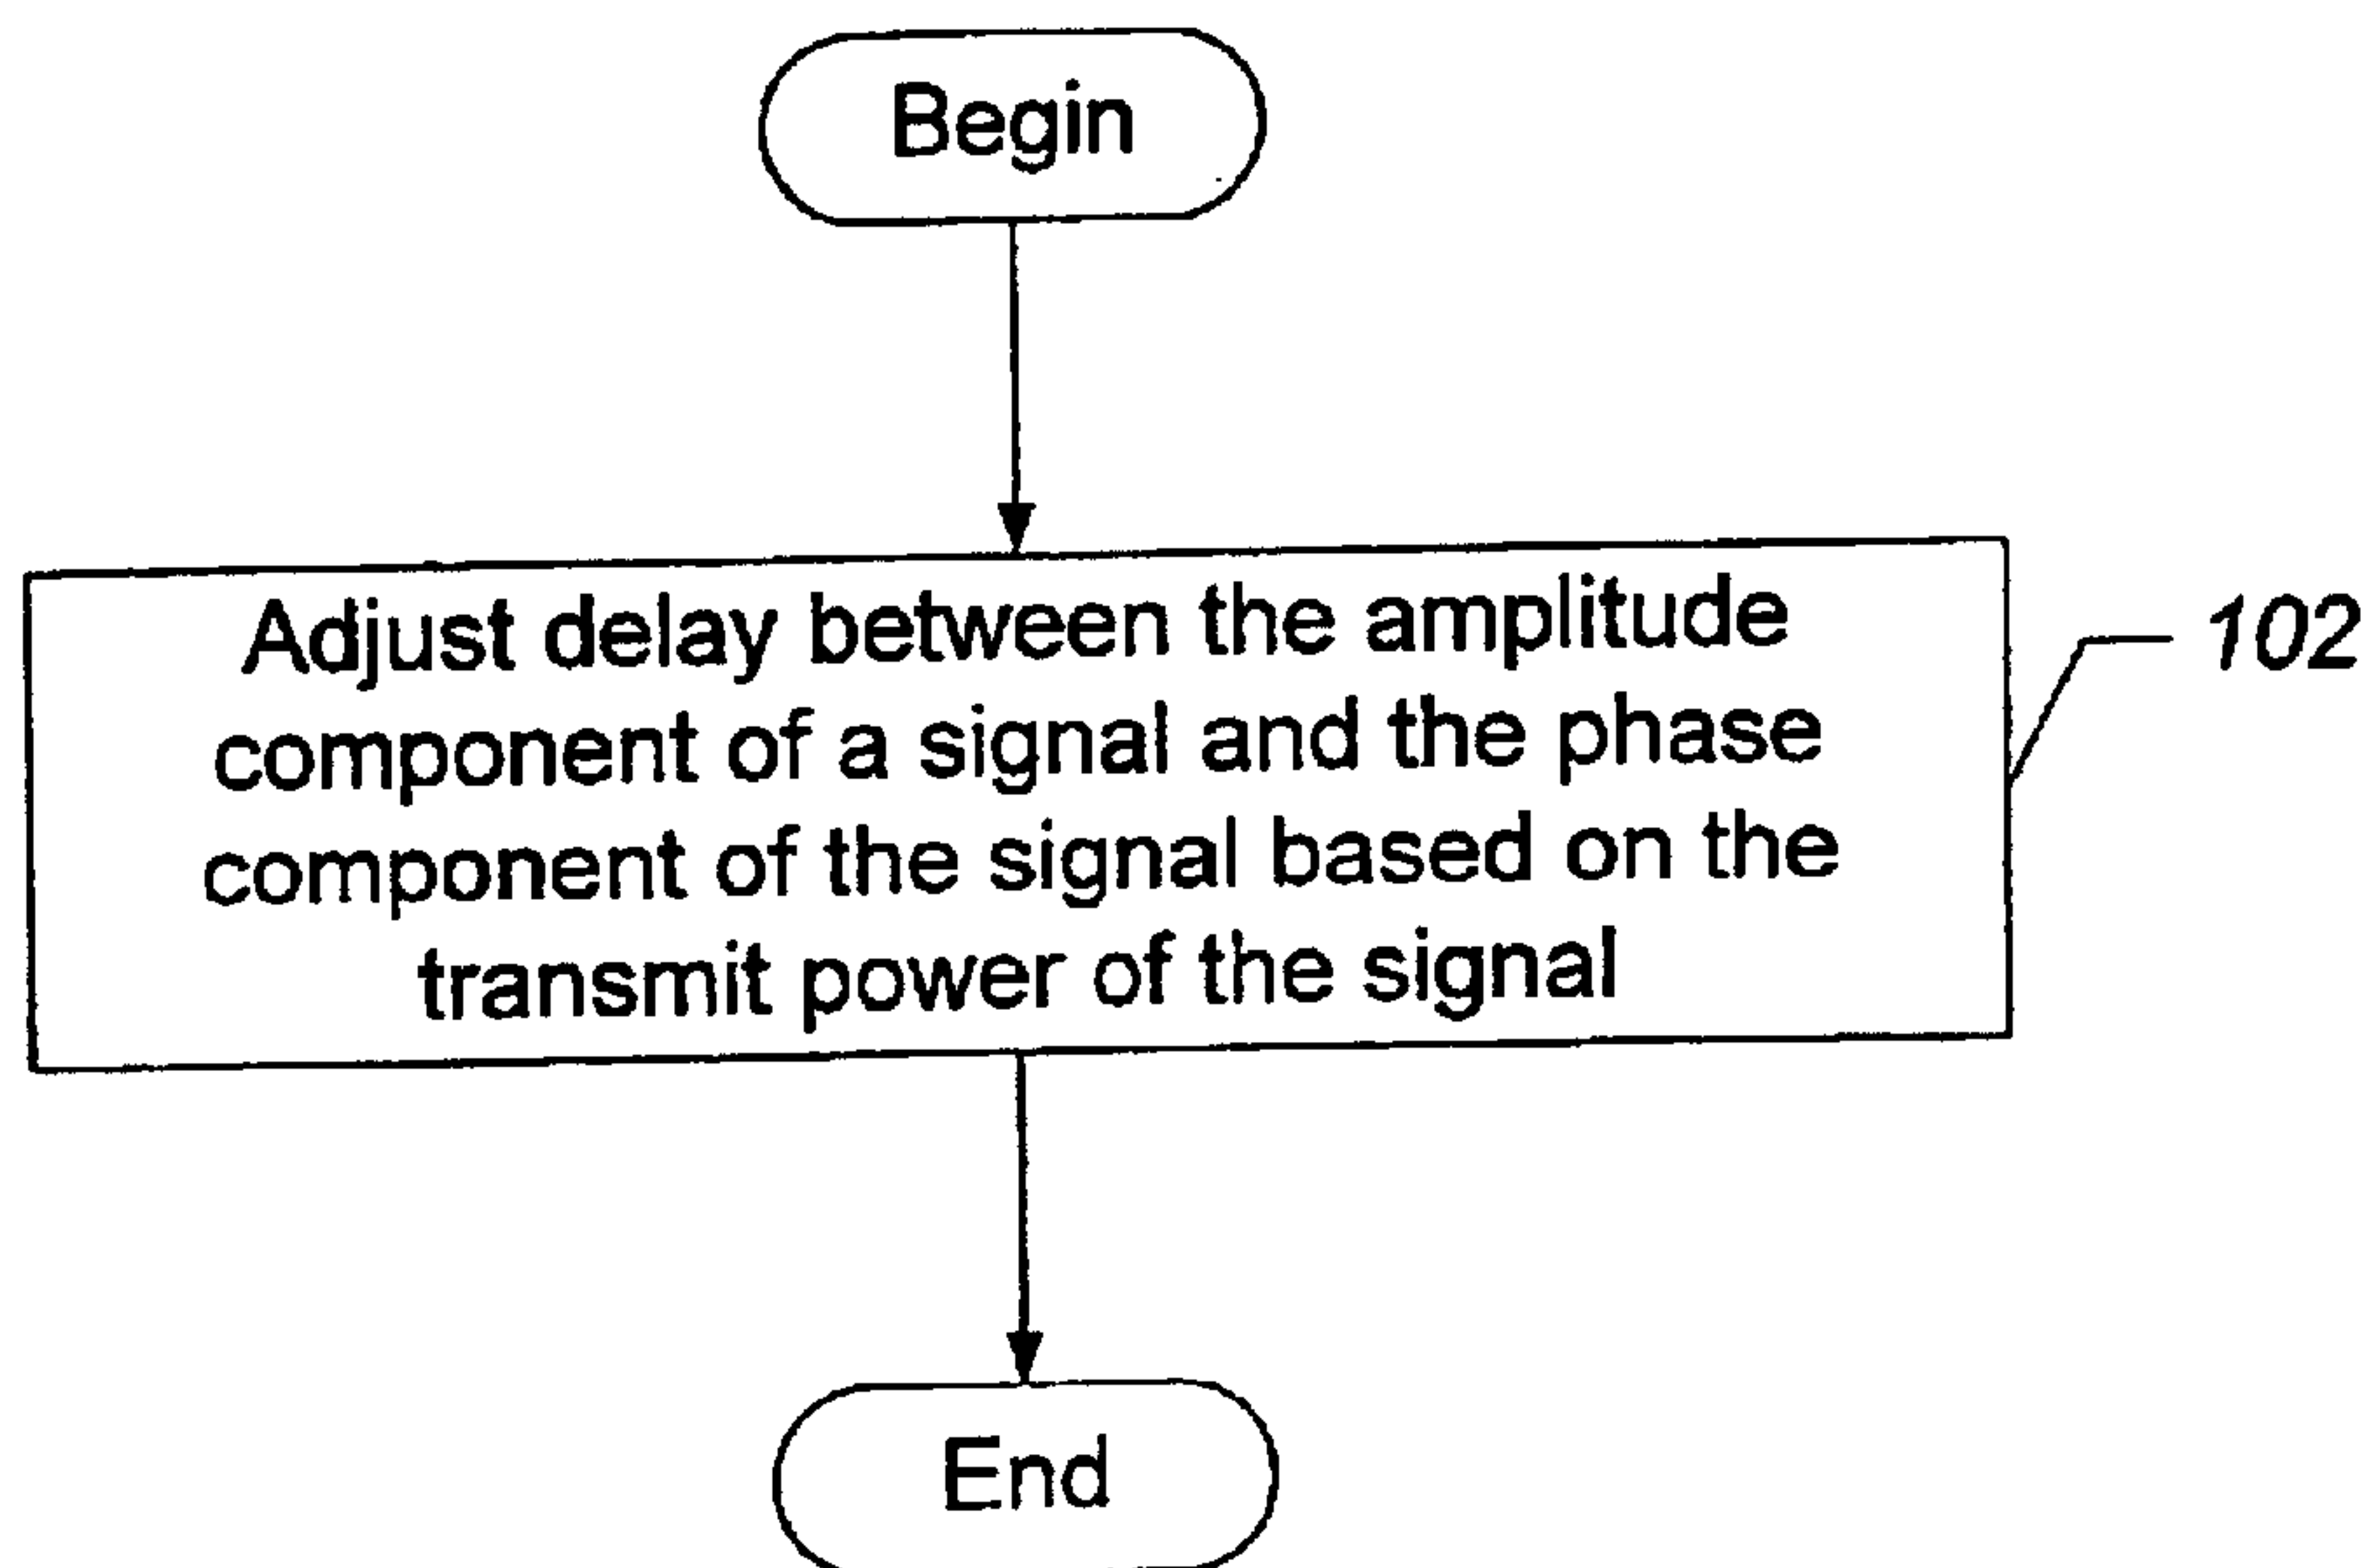 Begin
Adjust delay between the amplitude
component of a signal and the phase
component of the signal based on the
transmit power of the signal
102
End